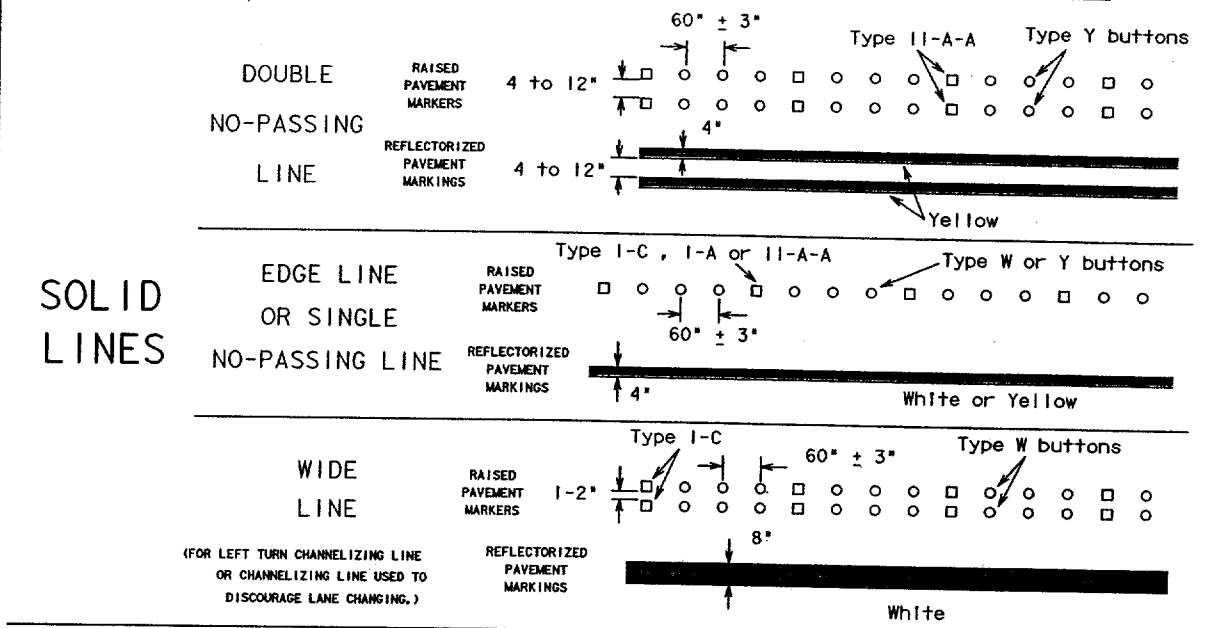 SOLID
LINES
DOUBLE
NO-PASSING
LINE
RAISED
PAVEMENT
MARKERS
4 to 12"
60" ± 3"
Type II-A-A
Type Y buttons
REFLECTORIZED
PAVEMENT
MARKINGS
4 to 12"
4"
Yellow
EDGE LINE
OR SINGLE
NO-PASSING LINE
RAISED
PAVEMENT
MARKERS
Type I-C , I-A or II-A-A
Type W or Y buttons
60" ± 3"
REFLECTORIZED
PAVEMENT
MARKINGS
4"
White or Yellow
WIDE
LINE
(FOR LEFT TURN CHANNELIZING LINE
OR CHANNELIZING LINE USED TO
DISCOURAGE LANE CHANGING.)
RAISED
PAVEMENT
MARKERS
1-2"
Type I-C
60" ± 3"
Type W buttons
REFLECTORIZED
PAVEMENT
MARKINGS
8"
White